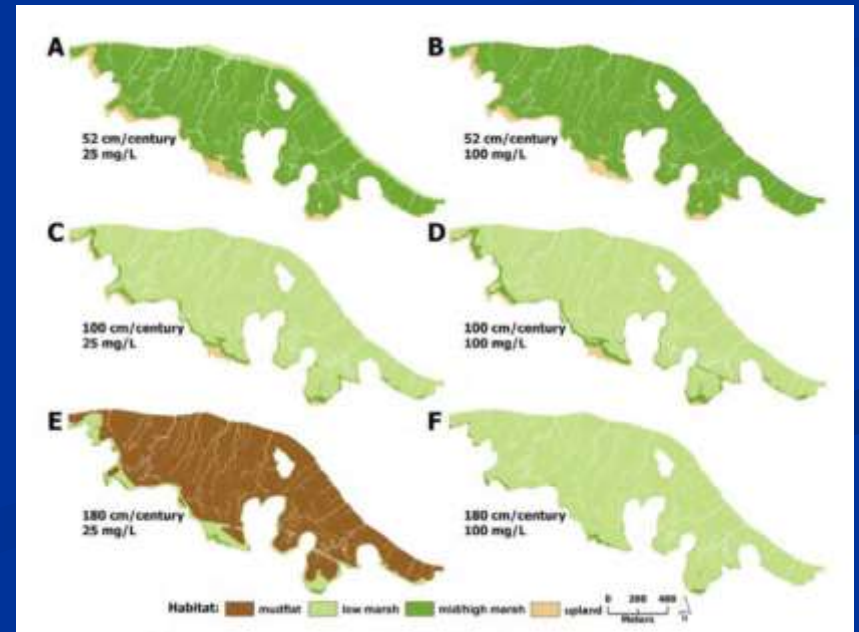 A
52 cm/century
25 mg/L
B
52 cm/century
100 mg/L
C
100 cm/century
25 mg/L
D
100 cm/century
100 mg/L
E
180 cm/century
25 mg/L
F
180 cm/century
100 mg/L
Habitat: mudflat low marsh mid/high marsh upland
0 200 400
Meters
N